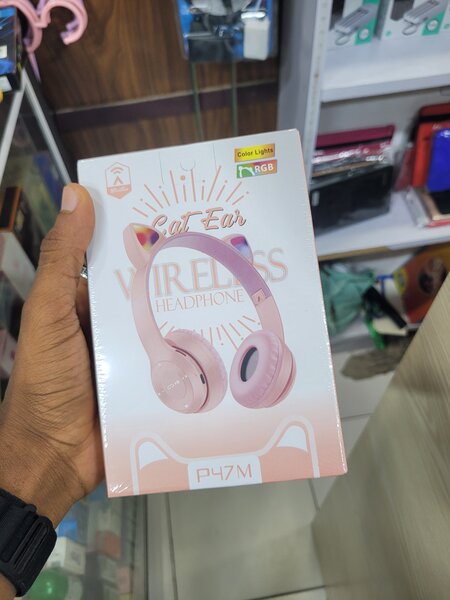 Color Lights
RGB
Cat Ear
WIRELESS
HEADPHONE
P47M